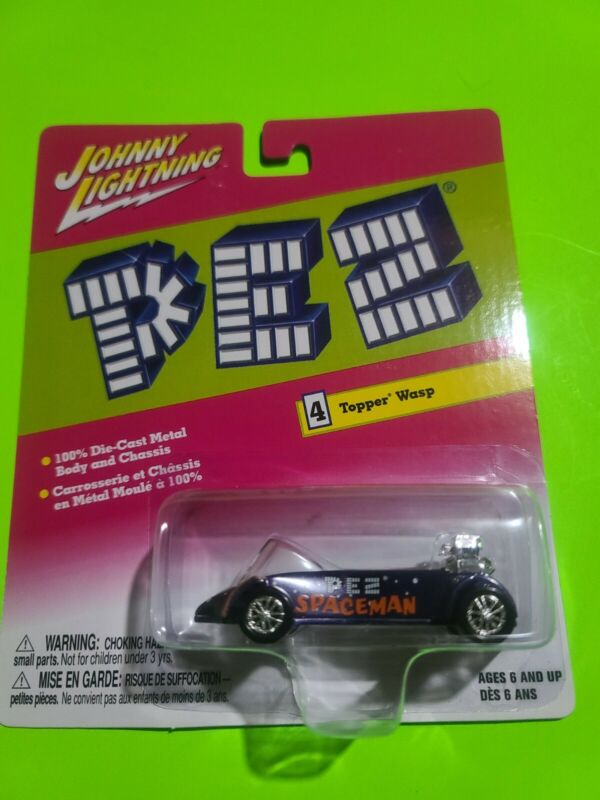 JOHNNY
LIGHTNING
PEZ®
4 Topper® Wasp
100% Die-Cast Metal
Body and Chassis
Carrosserie et Châssis
en Métal Moulé à 100%
PEZ
SPACEMAN
WARNING: CHOKING
small parts. Not for children under 3 yrs.
MISE EN GARDE: RISQUE DE SUFFOCATION—
petites pièces. Ne convient pas aux enfants de moins de 3 ans.
AGES 6 AND UP
DÈS 6 ANS